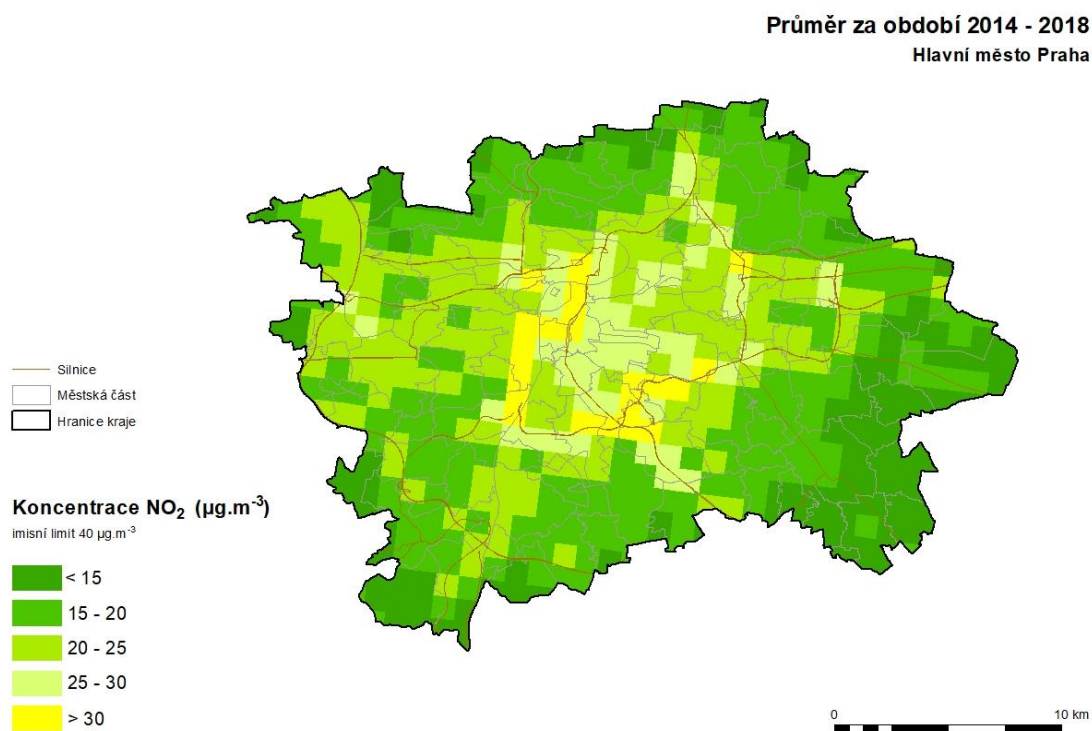 Průměr za období 2014 - 2018
Hlavní město Praha
Silnice
Městská část
Hranice kraje
Koncentrace NO₂ (µg.m⁻³)
imisní limit 40 µg.m⁻³
< 15
15 - 20
20 - 25
25 - 30
> 30
0 10 km